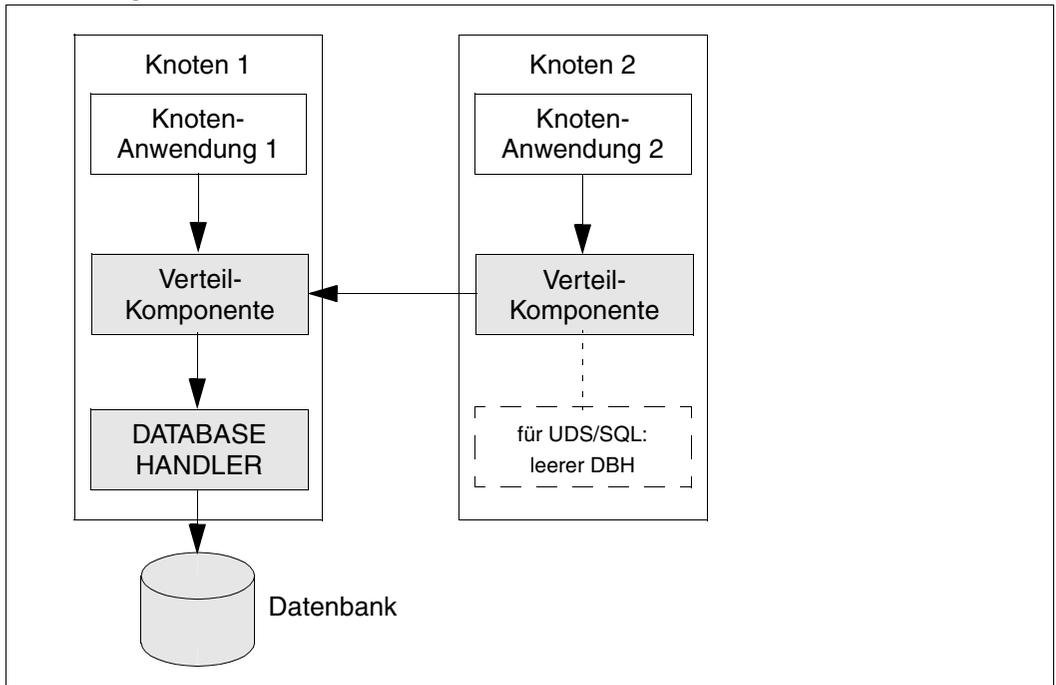 Knoten 1
Knoten-
Anwendung 1
Verteil-
Komponente
DATABASE
HANDLER
Datenbank
Knoten 2
Knoten-
Anwendung 2
Verteil-
Komponente
für UDS/SQL:
leerer DBH